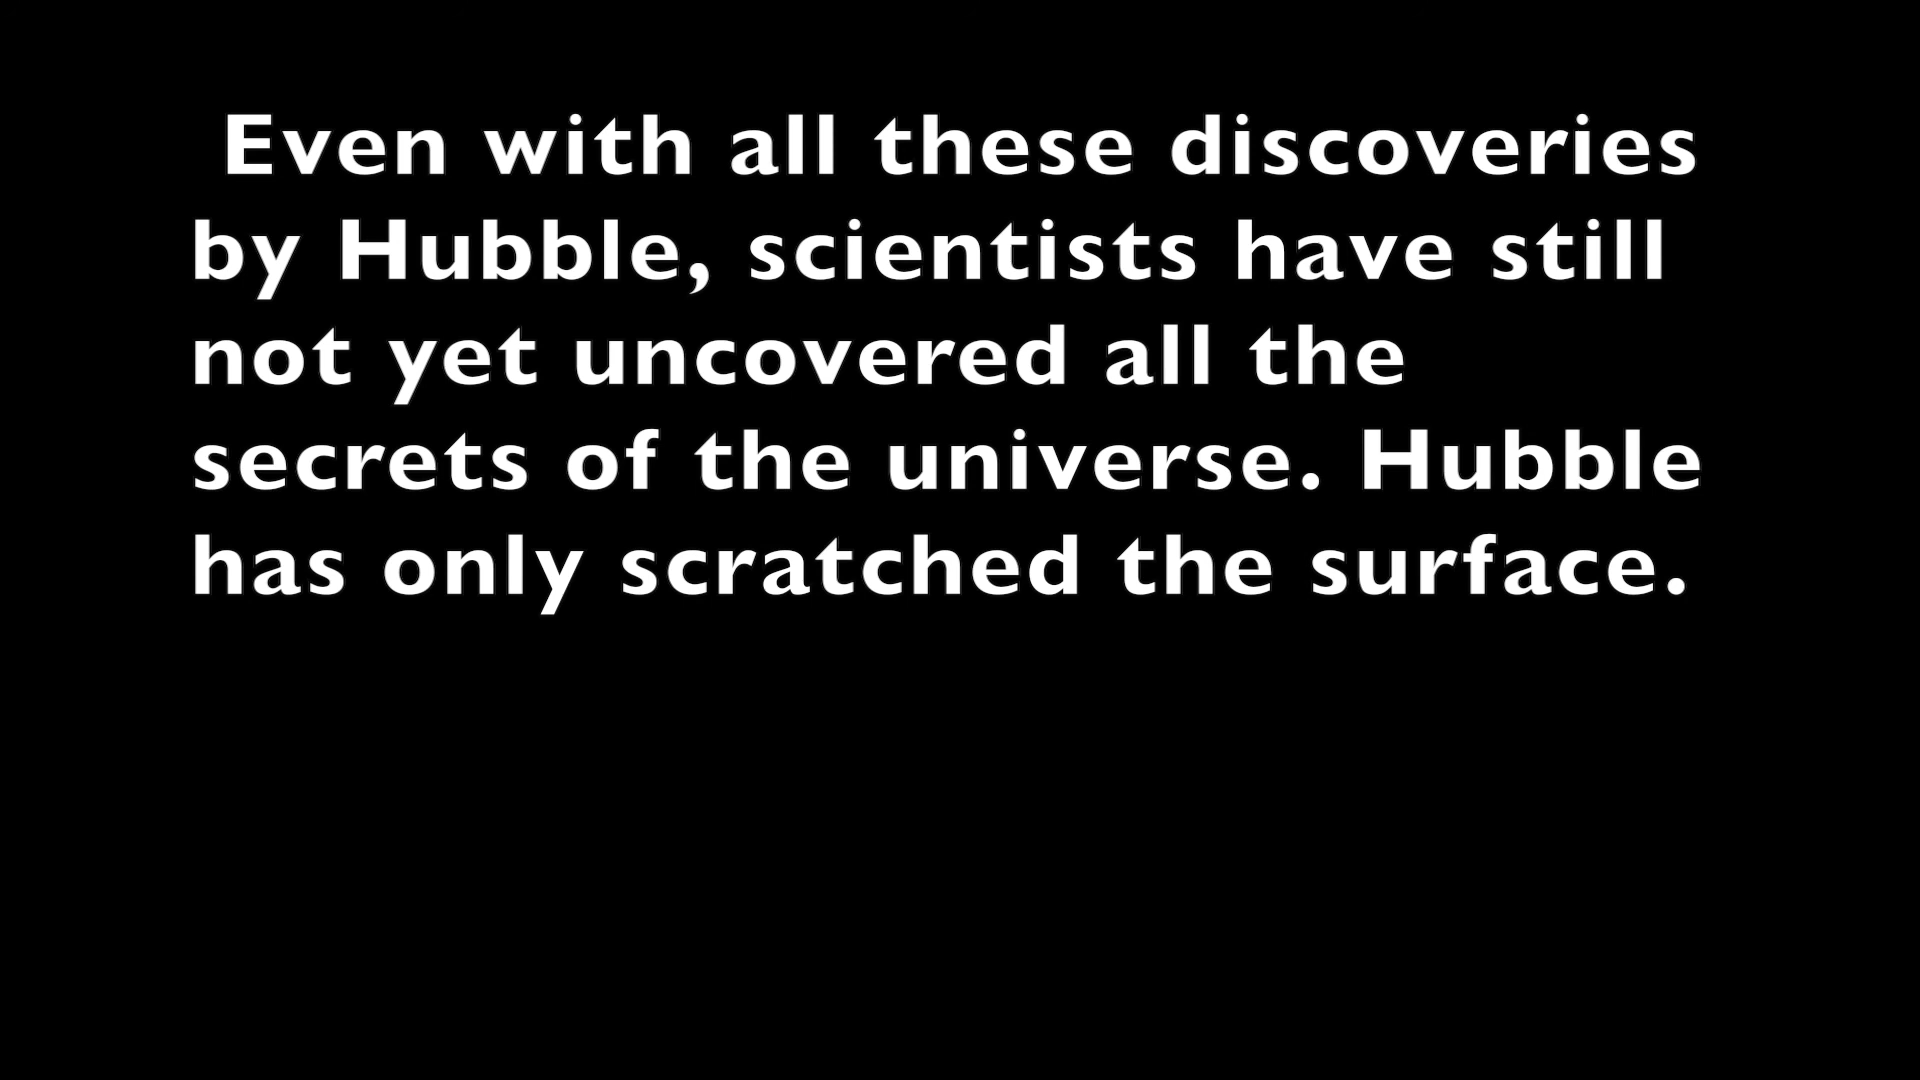 Even with all these discoveries
by Hubble, scientists have still
not yet uncovered all the
secrets of the universe. Hubble
has only scratched the surface.